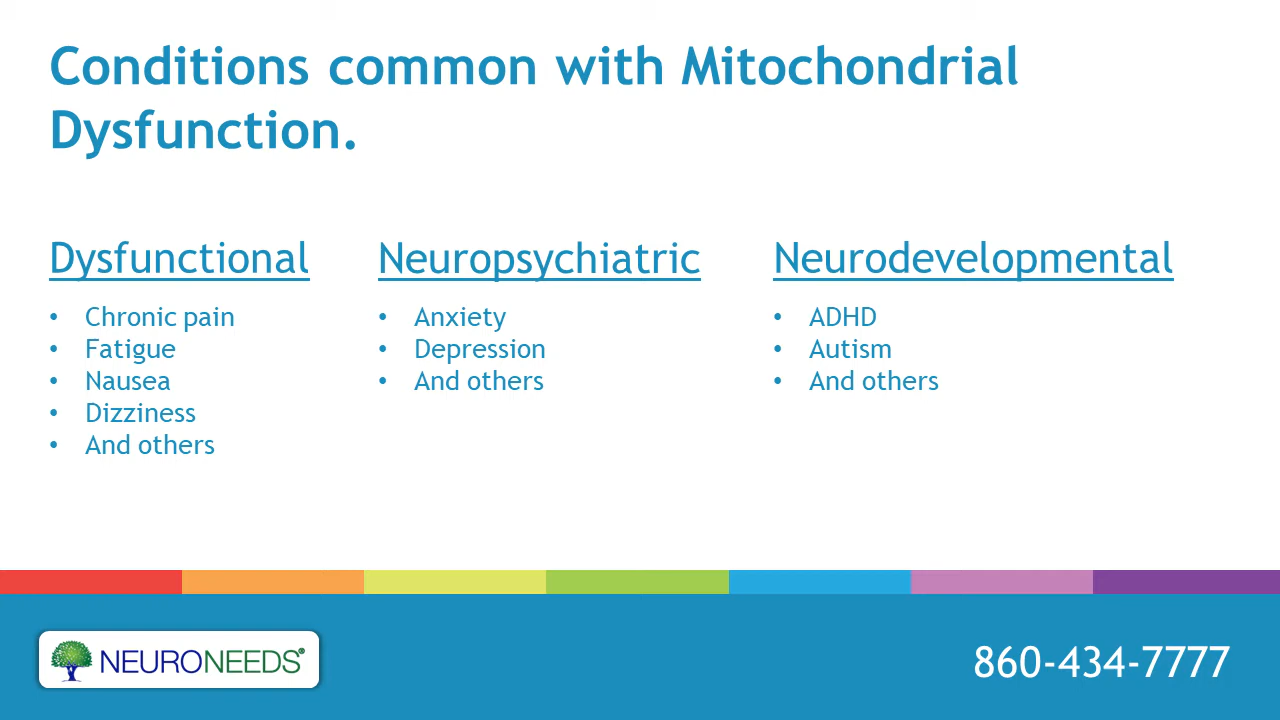 Conditions common with Mitochondrial
Dysfunction.
Dysfunctional
• Chronic pain
• Fatigue
• Nausea
• Dizziness
• And others
Neuropsychiatric
• Anxiety
• Depression
• And others
Neurodevelopmental
• ADHD
• Autism
• And others
NEURONEEDS®
860-434-7777